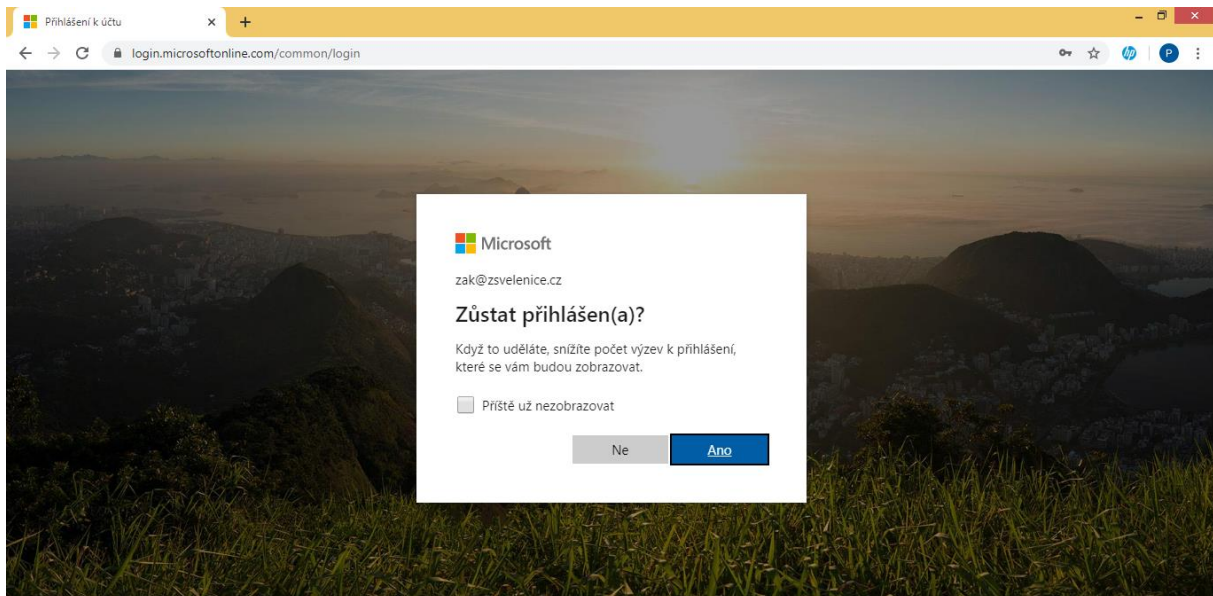 Přihlášení k účtu
login.microsoftonline.com/common/login
hp
P
Microsoft
zak@zsvelenice.cz
Zůstat přihlášen(a)?
Když to uděláte, snížíte počet výzev k přihlášení,
které se vám budou zobrazovat.
Příště už nezobrazovat
Ne Ano